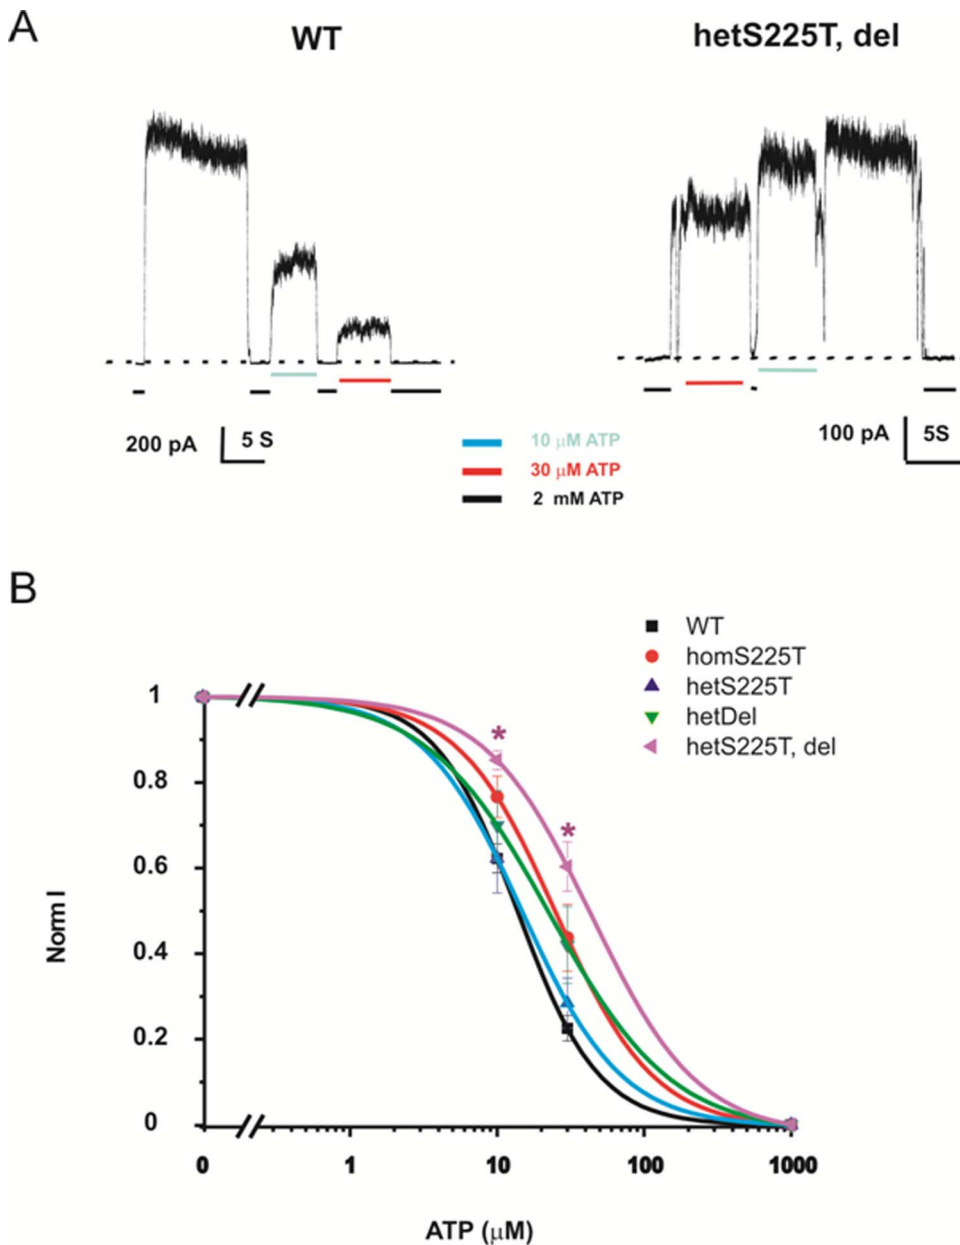 A
WT
hetS225T, del
200 pA
5 S
10 μM ATP
30 μM ATP
2 mM ATP
100 pA
5S
B
WT
homS225T
hetS225T
hetDel
hetS225T, del
*
*
1
0.8
0.6
0.4
0.2
0
Norm I
0 1 10 100 1000
ATP (μM)